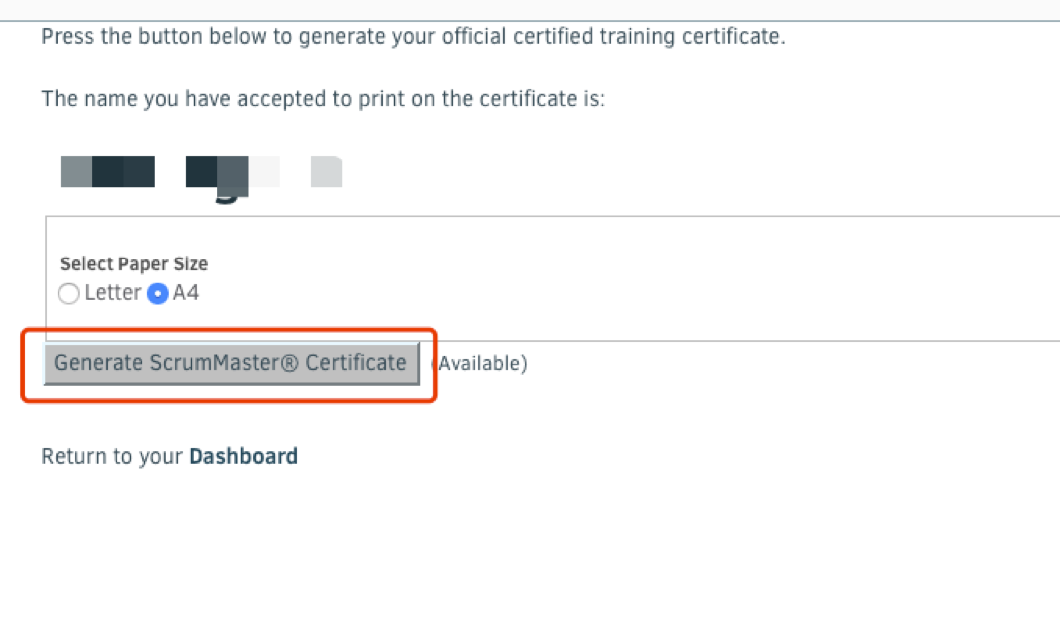 Press the button below to generate your official certified training certificate.
The name you have accepted to print on the certificate is:
Select Paper Size
Letter A4
Generate ScrumMaster® Certificate (Available)
Return to your Dashboard